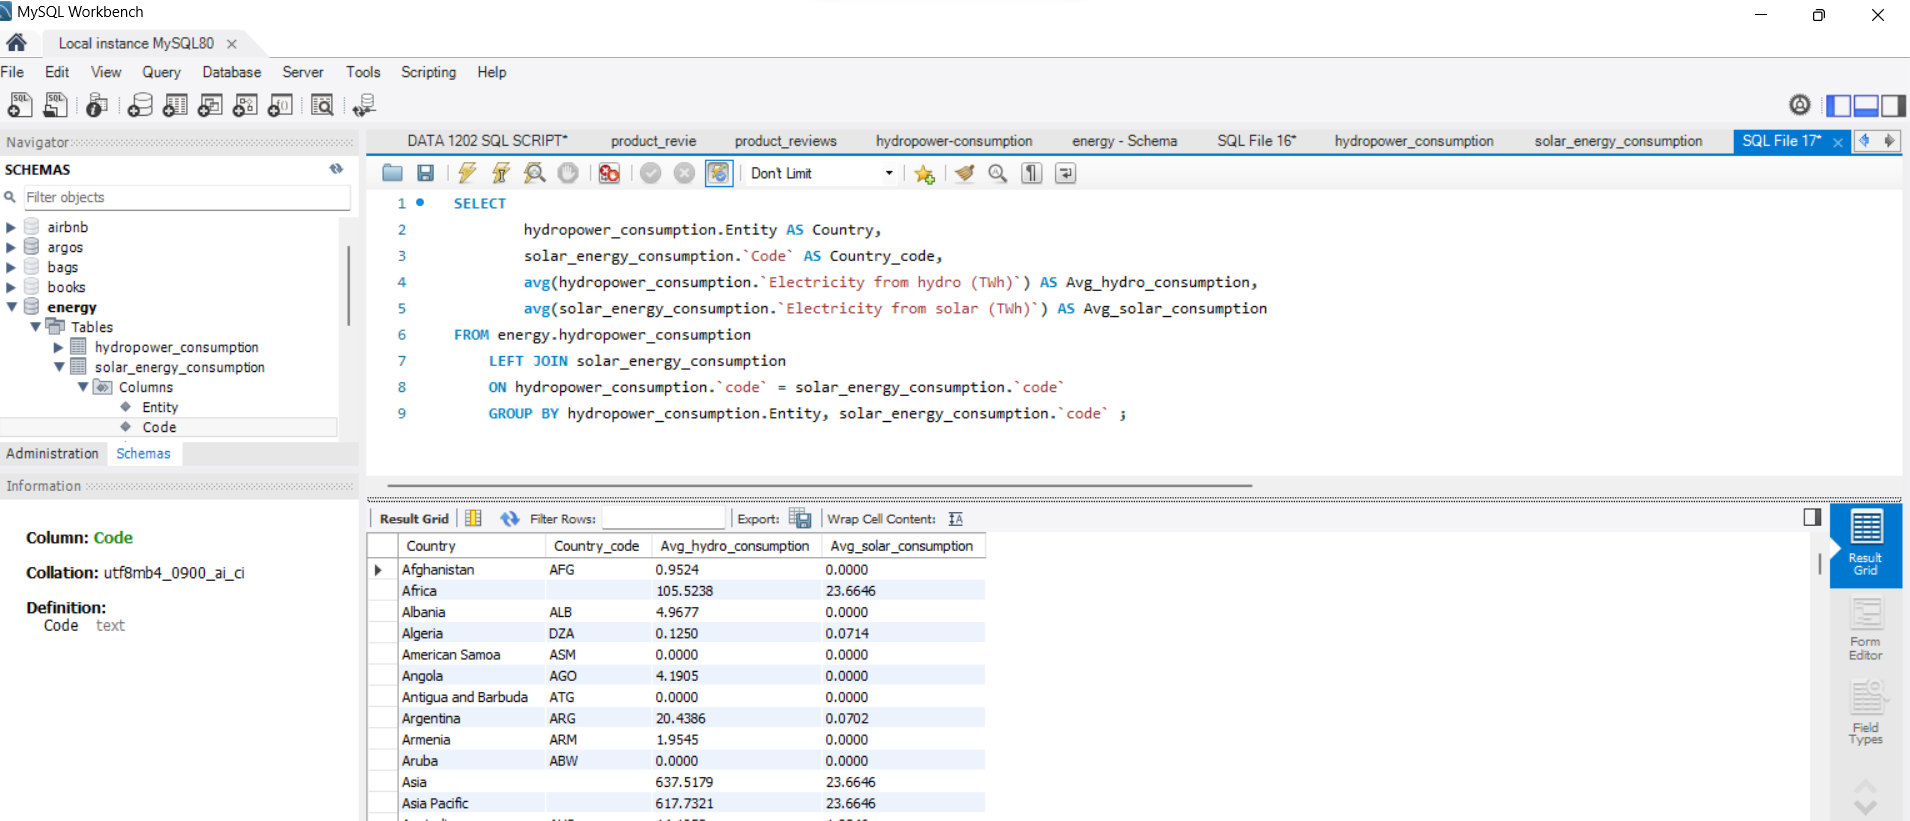 MySQL Workbench
Local instance MySQL80
File Edit View Query Database Server Tools Scripting Help
Navigator
SCHEMAS
Filter objects
airbnb
argos
bags
books
energy
Tables
hydropower_consumption
solar_energy_consumption
Columns
Entity
Code
Administration Schemas
Information
Column: Code
Collation: utf8mb4_0900_ai_ci
Definition:
Code text
DATA 1202 SQL SCRIPT* product_revie product_reviews hydropower-consumption energy - Schema SQL File 16* hydropower_consumption solar_energy_consumption SQL File 17*
Don't Limit
1 SELECT
2 hydropower_consumption.Entity AS Country,
3 solar_energy_consumption.`Code` AS Country_code,
4 avg(hydropower_consumption.`Electricity from hydro (TWh)`) AS Avg_hydro_consumption,
5 avg(solar_energy_consumption.`Electricity from solar (TWh)`) AS Avg_solar_consumption
6 FROM energy.hydropower_consumption
7 LEFT JOIN solar_energy_consumption
8 ON hydropower_consumption.`code` = solar_energy_consumption.`code`
9 GROUP BY hydropower_consumption.Entity, solar_energy_consumption.`code` ;
Result Grid Filter Rows: Export: Wrap Cell Content:
Country Country_code Avg_hydro_consumption Avg_solar_consumption
Afghanistan AFG 0.9524 0.0000
Africa 105.5238 23.6646
Albania ALB 4.9677 0.0000
Algeria DZA 0.1250 0.0714
American Samoa ASM 0.0000 0.0000
Angola AGO 4.1905 0.0000
Antigua and Barbuda ATG 0.0000 0.0000
Argentina ARG 20.4386 0.0702
Armenia ARM 1.9545 0.0000
Aruba ABW 0.0000 0.0000
Asia 637.5179 23.6646
Asia Pacific 617.7321 23.6646
Result
Grid
Form
Editor
Field
Types